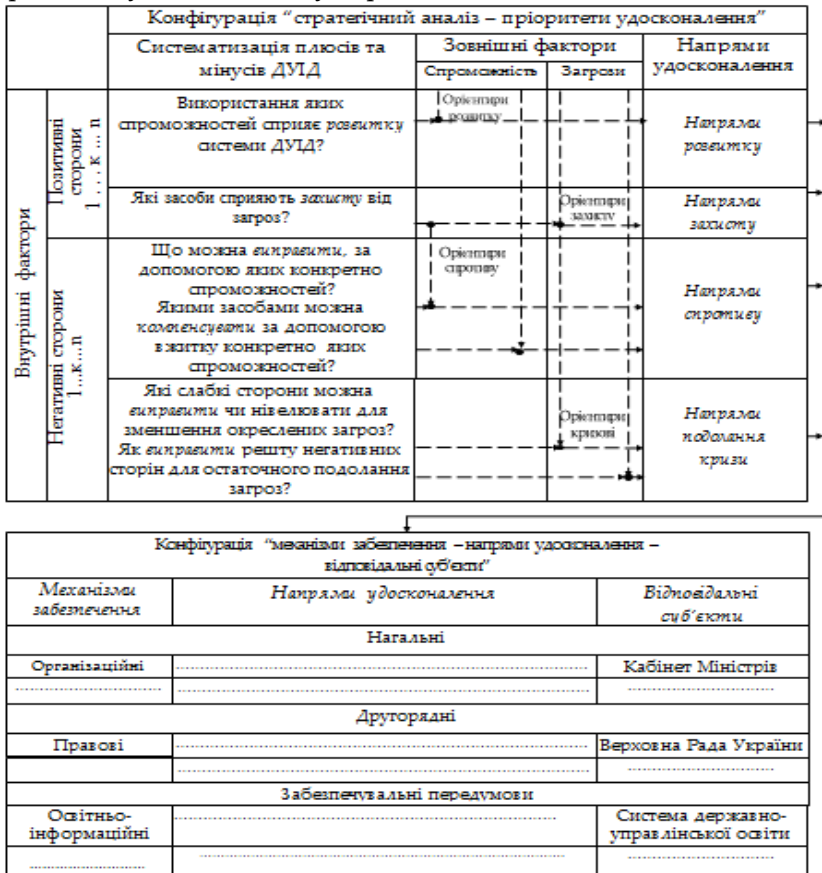 Конфігурація "стратегічний аналіз – пріоритети удосконалення"
Систематизація плюсів та
мінусів ДУІД
Зовнішні фактори
Спроможність
Загрози
Напрями
удосконалення
Внутрішні фактори
Позитивні
сторони
1 . . . . к ... n
Використання яких
спроможностей сприяє розвитку
системи ДУІД?
Орієнтири
розвитку
Напрями
розвитку
Які засоби сприяють захисту від
загроз?
Орієнтири
захисту
Напрями
захисту
Негативні сторони
1...к...n
Що можна виправити, за
допомогою яких конкретно
спроможностей?
Якими засобами можна
компенсувати за допомогою
вжитку конкретно яких
спроможностей?
Орієнтири
спротиву
Напрями
спротиву
Які слабкі сторони можна
виправити чи нівелювати для
зменшення окреслених загроз?
Як виправити решту негативних
сторін для остаточного подолання
загроз?
Орієнтири
кризові
Напрями
подолання
кризи
Конфігурація "механізми забезпечення – напрями удосконалення –
відповідальні суб'єкти"
Механізми
забезпечення
Напрями удосконалення
Відповідальні
суб'єкти
Нагальні
Організаційні
Кабінет Міністрів
Другорядні
Правові
Верховна Рада України
Забезпечувальні передумови
Освітньо-
інформаційні
Система державно-
управлінської освіти